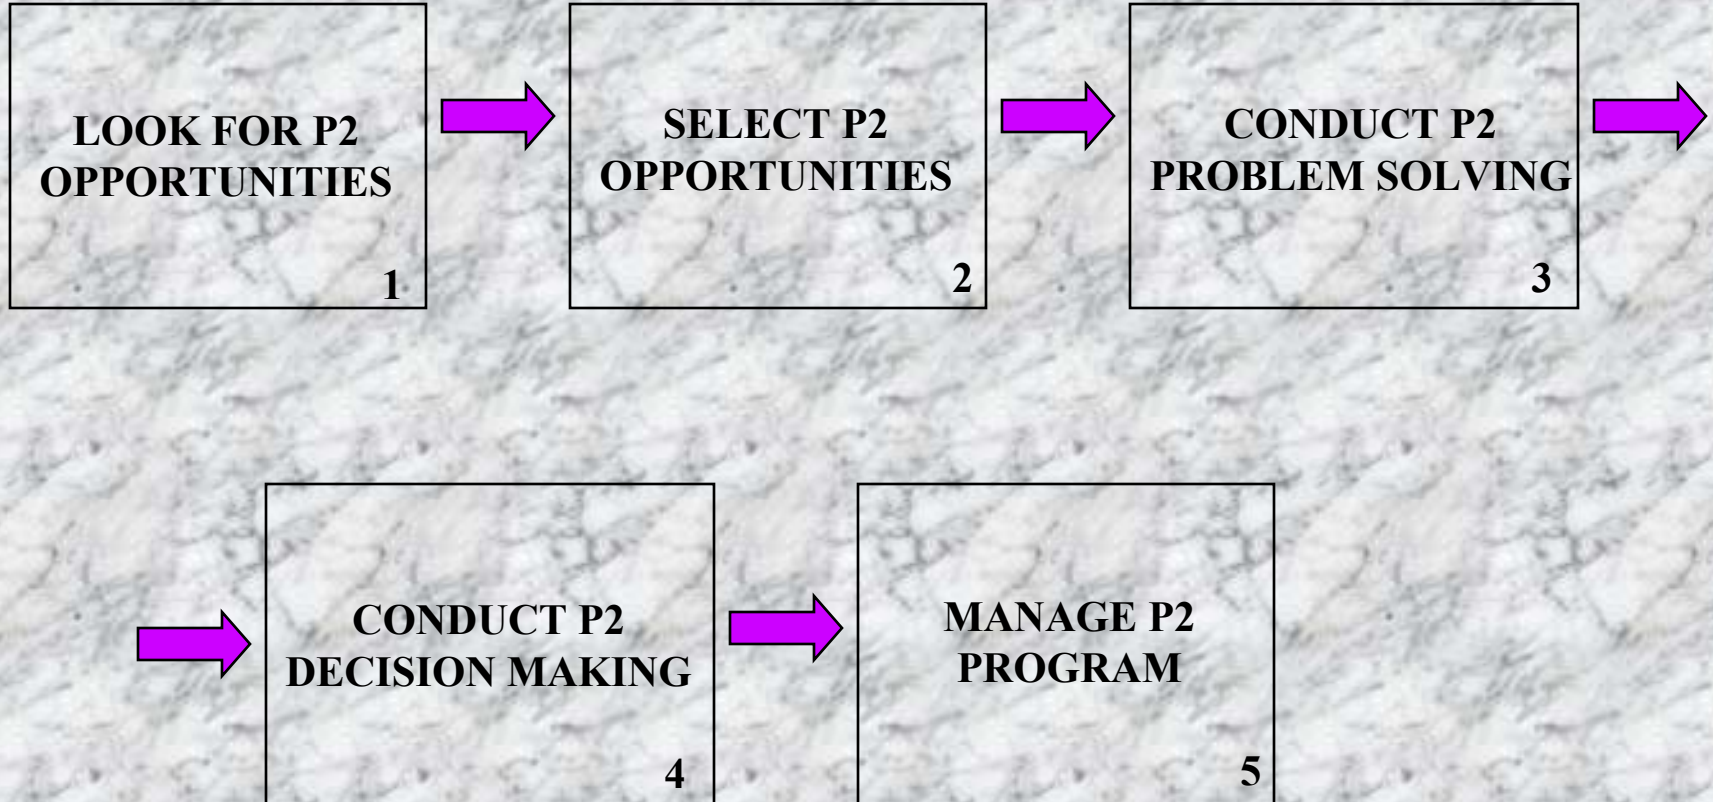 LOOK FOR P2
OPPORTUNITIES
1
SELECT P2
OPPORTUNITIES
2
CONDUCT P2
PROBLEM SOLVING
3
CONDUCT P2
DECISION MAKING
4
MANAGE P2
PROGRAM
5